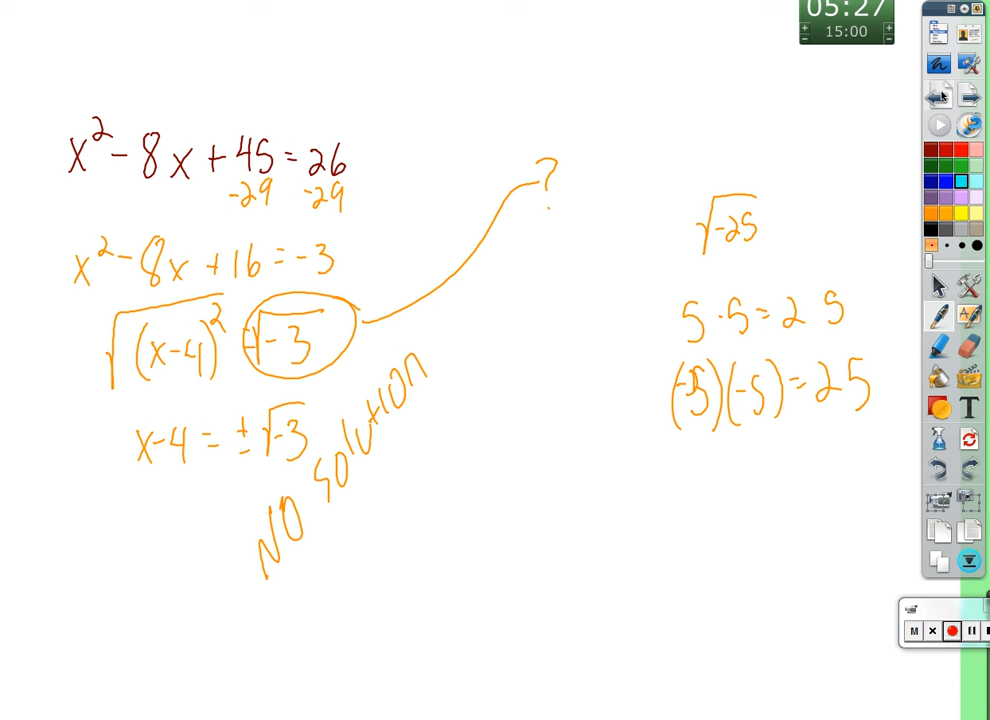 05:27
15:00
x² - 8x + 45 = 26
-29 -29
x² - 8x + 16 = -3
√(x-4)² = √-3
?
x-4 = ± √-3
NO solution
√-25
5 · 5 = 25
(-5)(-5) = 25
M